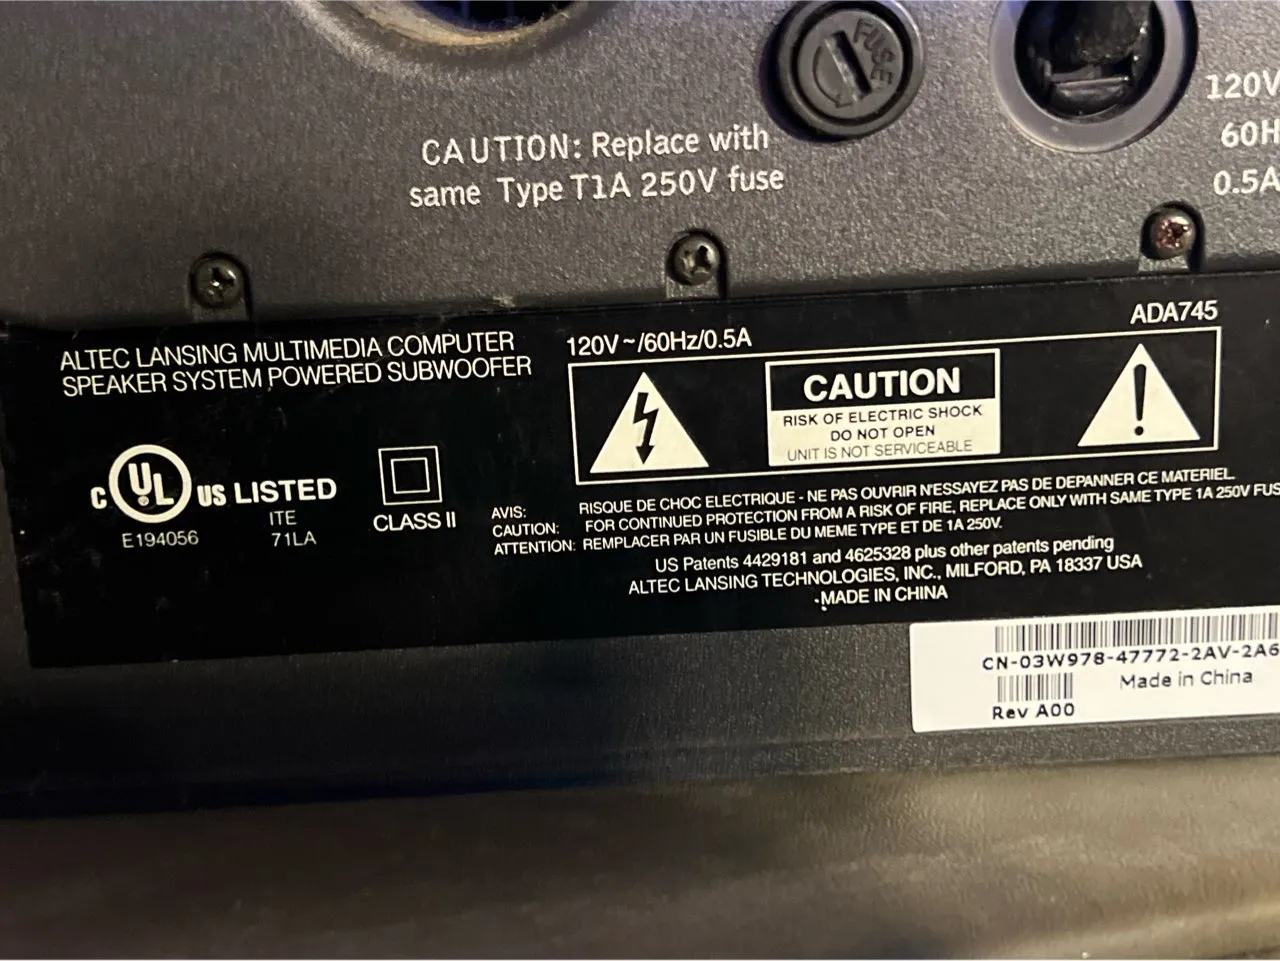 FUSE
120V
60H
0.5A
CAUTION: Replace with
same Type T1A 250V fuse
ALTEC LANSING MULTIMEDIA COMPUTER
SPEAKER SYSTEM POWERED SUBWOOFER
120V~/60Hz/0.5A
ADA745
CAUTION
RISK OF ELECTRIC SHOCK
DO NOT OPEN
UNIT IS NOT SERVICEABLE
C UL US LISTED
E194056
ITE
71LA
CLASS II
AVIS: RISQUE DE CHOC ELECTRIQUE - NE PAS OUVRIR N'ESSAYEZ PAS DE DEPANNER CE MATERIEL
CAUTION: FOR CONTINUED PROTECTION FROM A RISK OF FIRE, REPLACE ONLY WITH SAME TYPE 1A 250V FUS
ATTENTION: REMPLACER PAR UN FUSIBLE DU MEME TYPE ET DE 1A 250V.
US Patents 4429181 and 4625328 plus other patents pending
ALTEC LANSING TECHNOLOGIES, INC., MILFORD, PA 18337 USA
MADE IN CHINA
CN-03W978-47772-2AV-2A6
Made in China
Rev A00